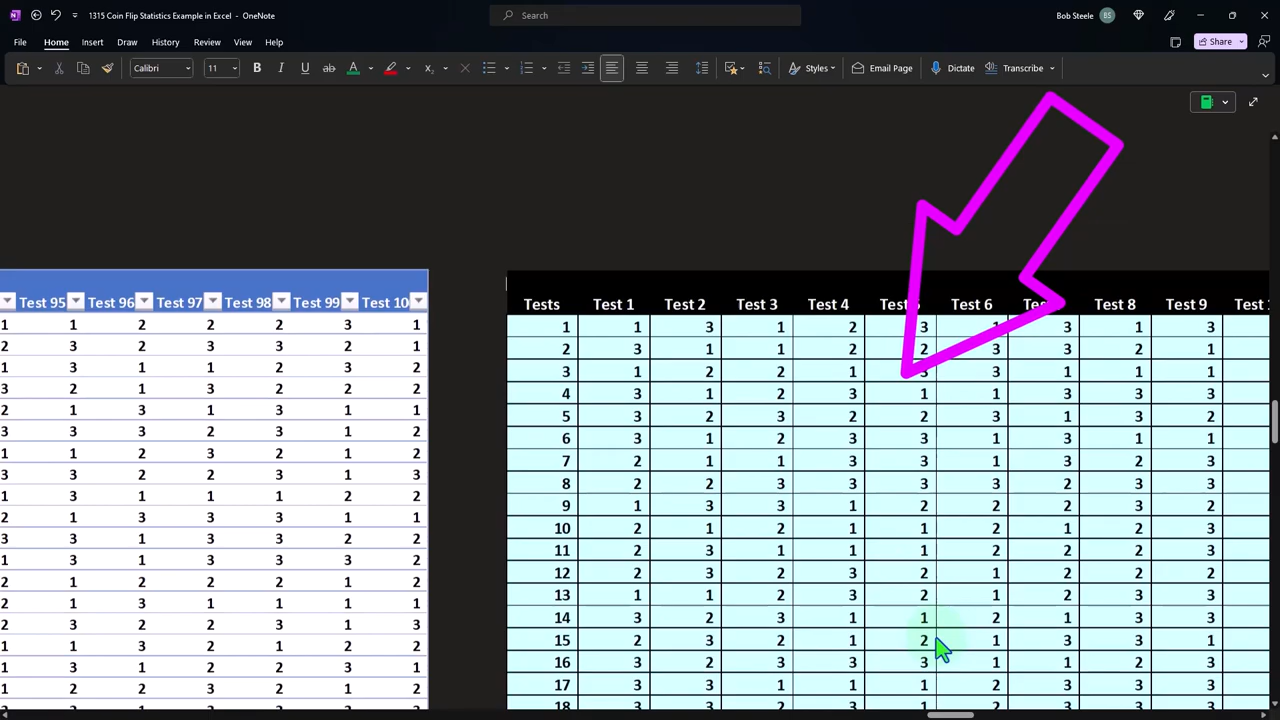 1315 Coin Flip Statistics Example in Excel - OneNote
Search
Bob Steele
BS
File Home Insert Draw History Review View Help
Share
Calibri 11 B I U ab A Styles Email Page Dictate Transcribe
Test 95 Test 96 Test 97 Test 98 Test 99 Test 10
1 1 2 2 2 3 1
2 3 2 3 3 2 1
1 3 1 1 2 3 2
3 2 1 3 2 2 2
2 1 3 1 3 1 1
3 3 3 2 3 1 2
1 1 2 3 2 1 2
3 3 2 2 3 1 3
1 3 1 1 1 2 2
2 1 3 3 3 1 1
3 1 3 3 3 2 2
1 3 1 3 3 3 2
2 1 2 2 2 1 2
2 1 3 1 1 1 1
2 3 2 2 3 1 3
1 2 3 3 2 1 2
1 3 1 2 2 3 1
1 2 2 3 2 1 2
Tests Test 1 Test 2 Test 3 Test 4 Test 6 Test 8 Test 9
1 1 3 1 2 3 1 3 1 3
2 3 1 1 2 2 3 3 2 1
3 1 2 2 1 3 3 1 1 1
4 3 1 2 3 1 1 3 3 3
5 3 2 3 2 2 3 1 3 2
6 3 1 2 3 3 1 3 1 1
7 2 1 1 3 3 1 3 2 3
8 2 2 3 3 3 3 2 3 3
9 1 3 3 1 2 2 2 3 2
10 2 1 2 1 1 2 1 2 3
11 2 3 1 1 1 2 2 2 3
12 2 3 2 3 2 1 2 2 2
13 1 1 2 3 2 1 2 3 3
14 3 2 3 1 1 2 1 3 3
15 2 3 2 1 2 1 3 3 1
16 3 2 3 3 3 1 1 2 3
17 3 3 1 1 1 2 3 3 3
18 3 3 2 3 1 2 3 3 3